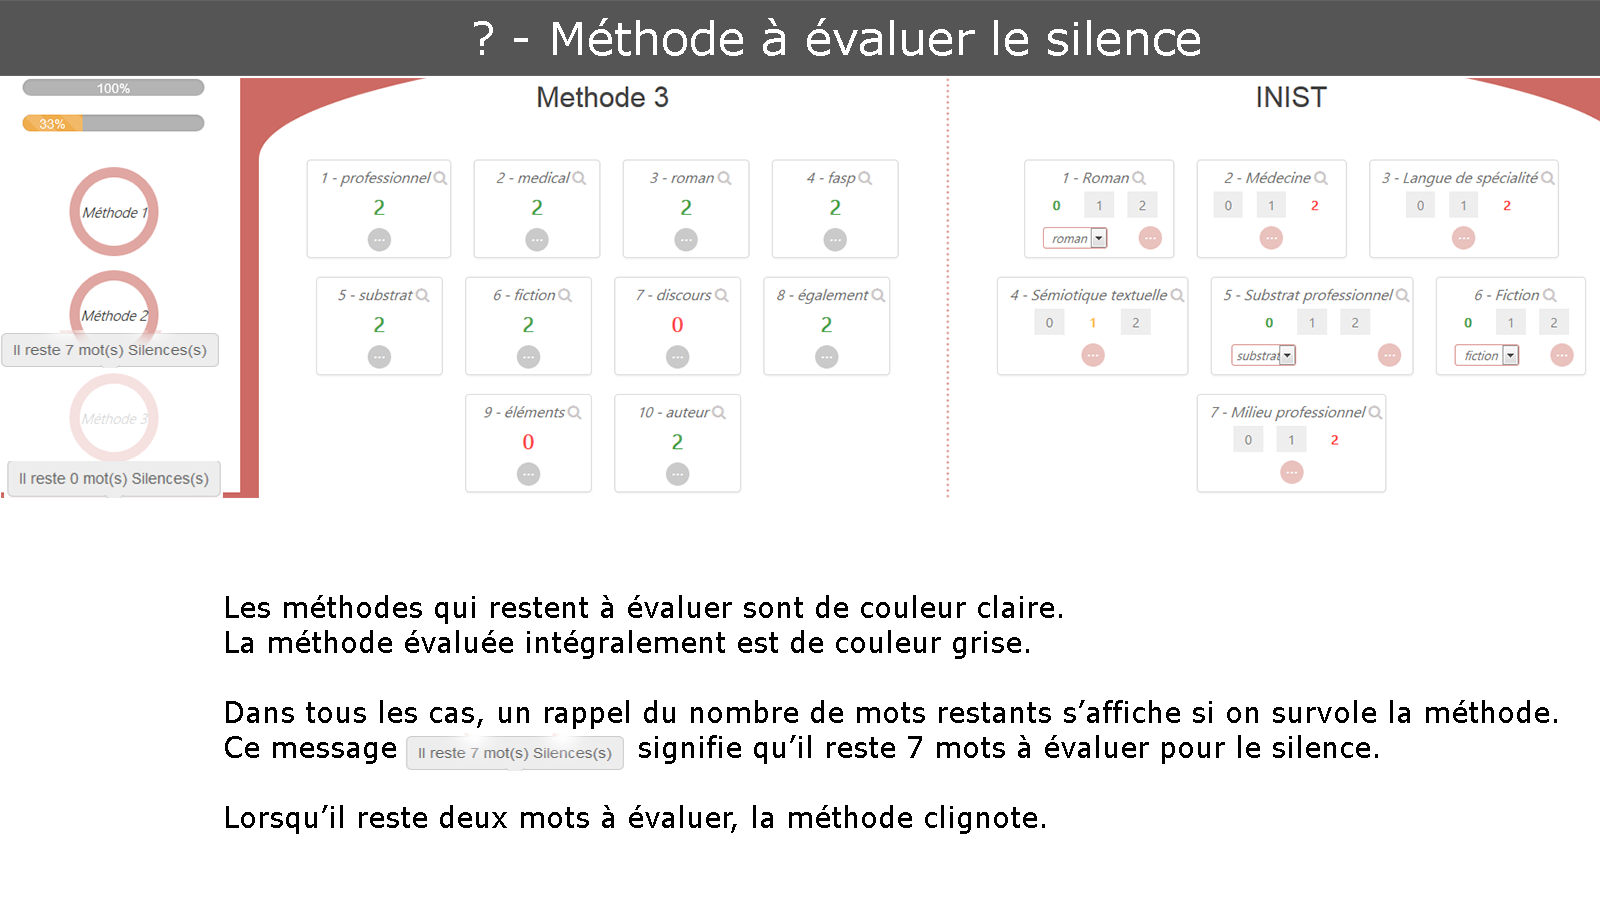 ? - Méthode à évaluer le silence
100%
33%
Méthode 1
Méthode 2
Il reste 7 mot(s) Silences(s)
Méthode 3
Il reste 0 mot(s) Silences(s)
Methode 3
1 - professionnel
2
2 - medical
2
3 - roman
2
4 - fasp
2
5 - substrat
2
6 - fiction
2
7 - discours
0
8 - également
2
9 - éléments
0
10 - auteur
2
INIST
1 - Roman
0 1 2
roman
2 - Médecine
0 1 2
3 - Langue de spécialité
0 1 2
4 - Sémiotique textuelle
0 1 2
5 - Substrat professionnel
0 1 2
substrat
6 - Fiction
0 1 2
fiction
7 - Milieu professionnel
0 1 2
Les méthodes qui restent à évaluer sont de couleur claire.
La méthode évaluée intégralement est de couleur grise.
Dans tous les cas, un rappel du nombre de mots restants s’affiche si on survole la méthode.
Ce message Il reste 7 mot(s) Silences(s) signifie qu’il reste 7 mots à évaluer pour le silence.
Lorsqu’il reste deux mots à évaluer, la méthode clignote.